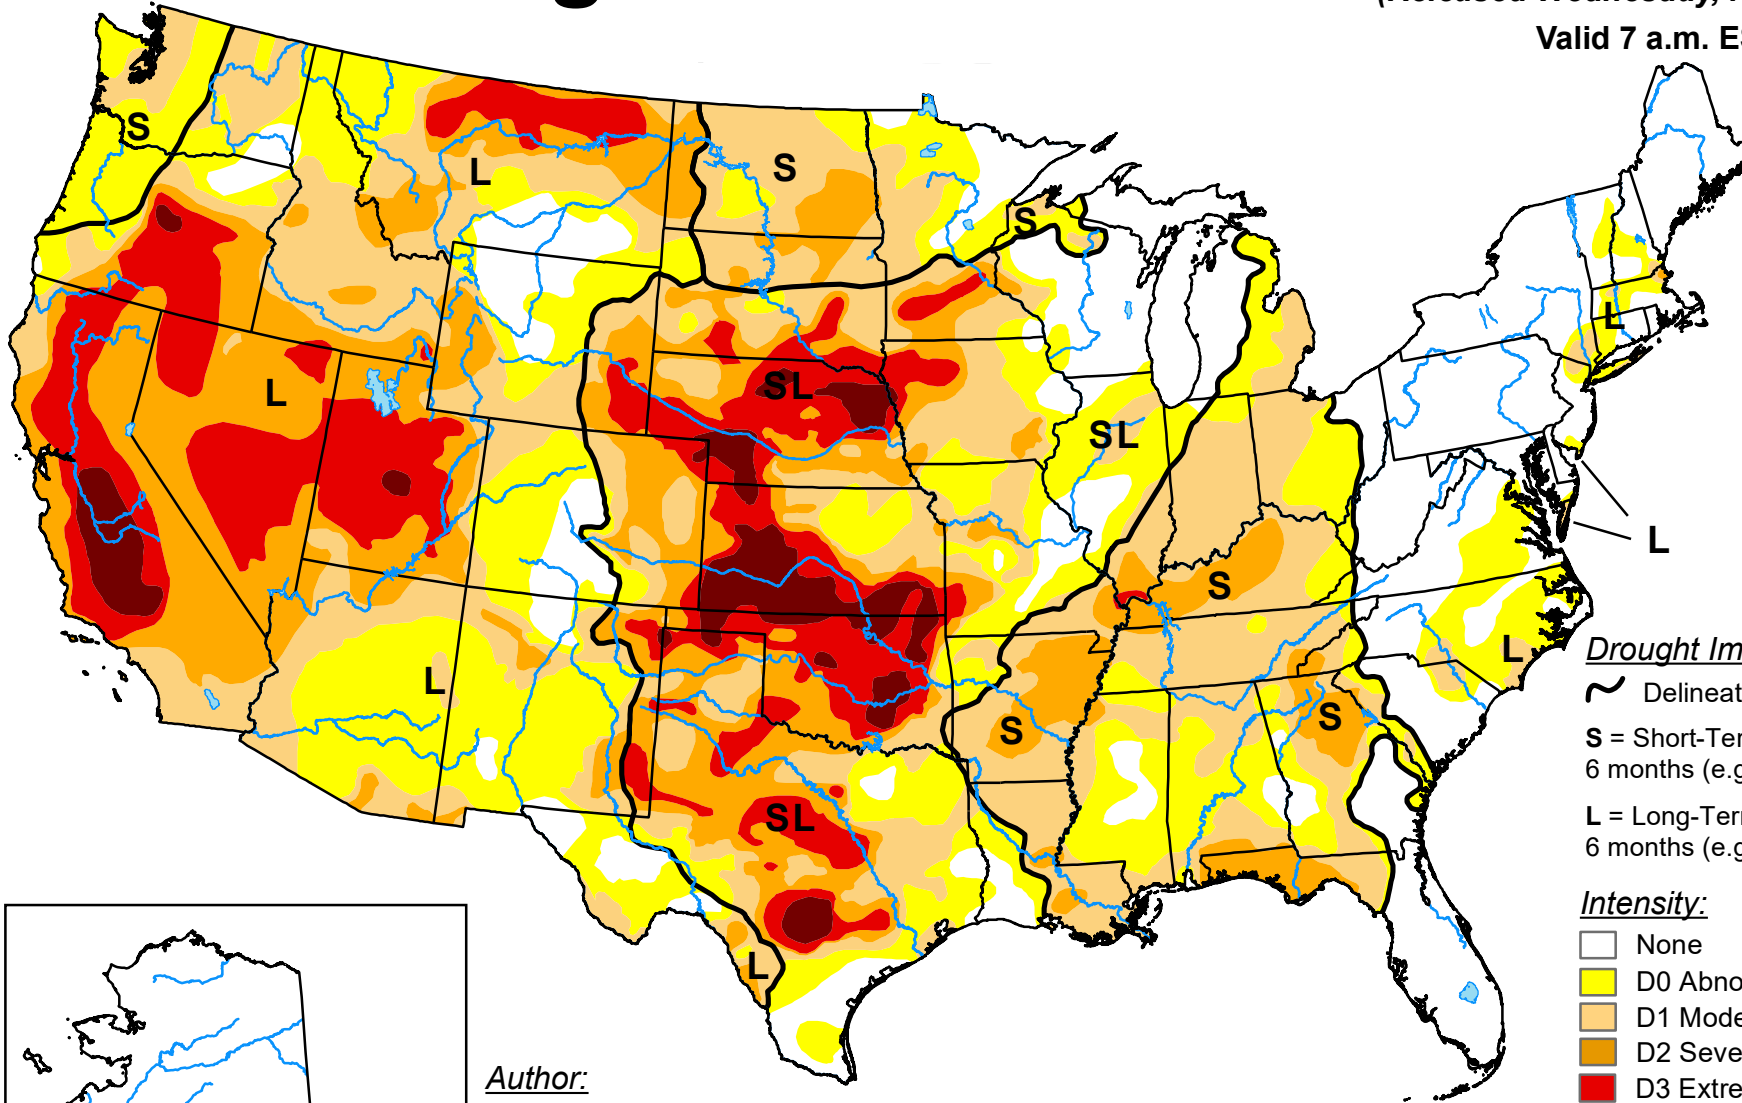 Valid 7 a.m. ES
S
L
S
S
L
SL
SL
L
L
S
L
S
S
L
S
SL
L
Drought Im
Delineat
S = Short-Ter
6 months (e.g
L = Long-Terr
6 months (e.g
Intensity:
None
D0 Abno
D1 Mode
D2 Seve
D3 Extre
Author: